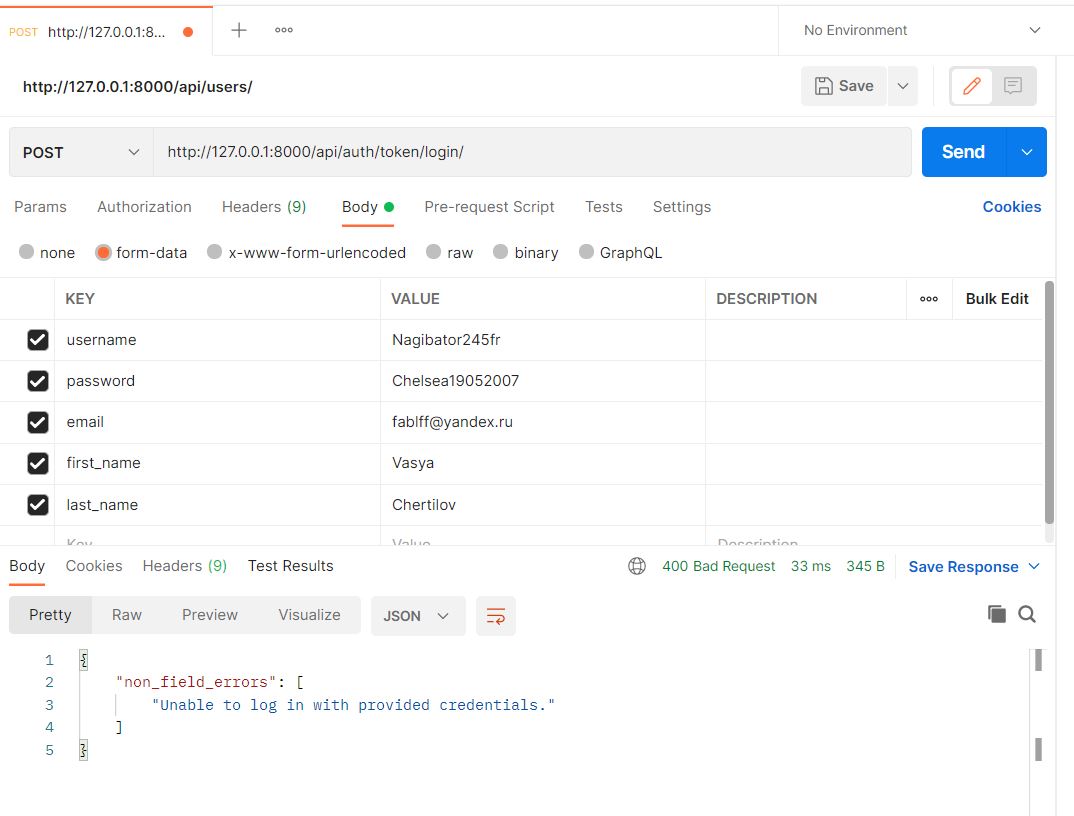 POST http://127.0.0.1:8... No Environment
http://127.0.0.1:8000/api/users/ Save
POST http://127.0.0.1:8000/api/auth/token/login/ Send
Params Authorization Headers (9) Body Pre-request Script Tests Settings Cookies
none form-data x-www-form-urlencoded raw binary GraphQL
KEY VALUE DESCRIPTION Bulk Edit
username Nagibator245fr
password Chelsea19052007
email fablff@yandex.ru
first_name Vasya
last_name Chertilov
Key Value Description
Body Cookies Headers (9) Test Results 400 Bad Request 33 ms 345 B Save Response
Pretty Raw Preview Visualize JSON
1 {
2 "non_field_errors": [
3 "Unable to log in with provided credentials."
4 ]
5 }